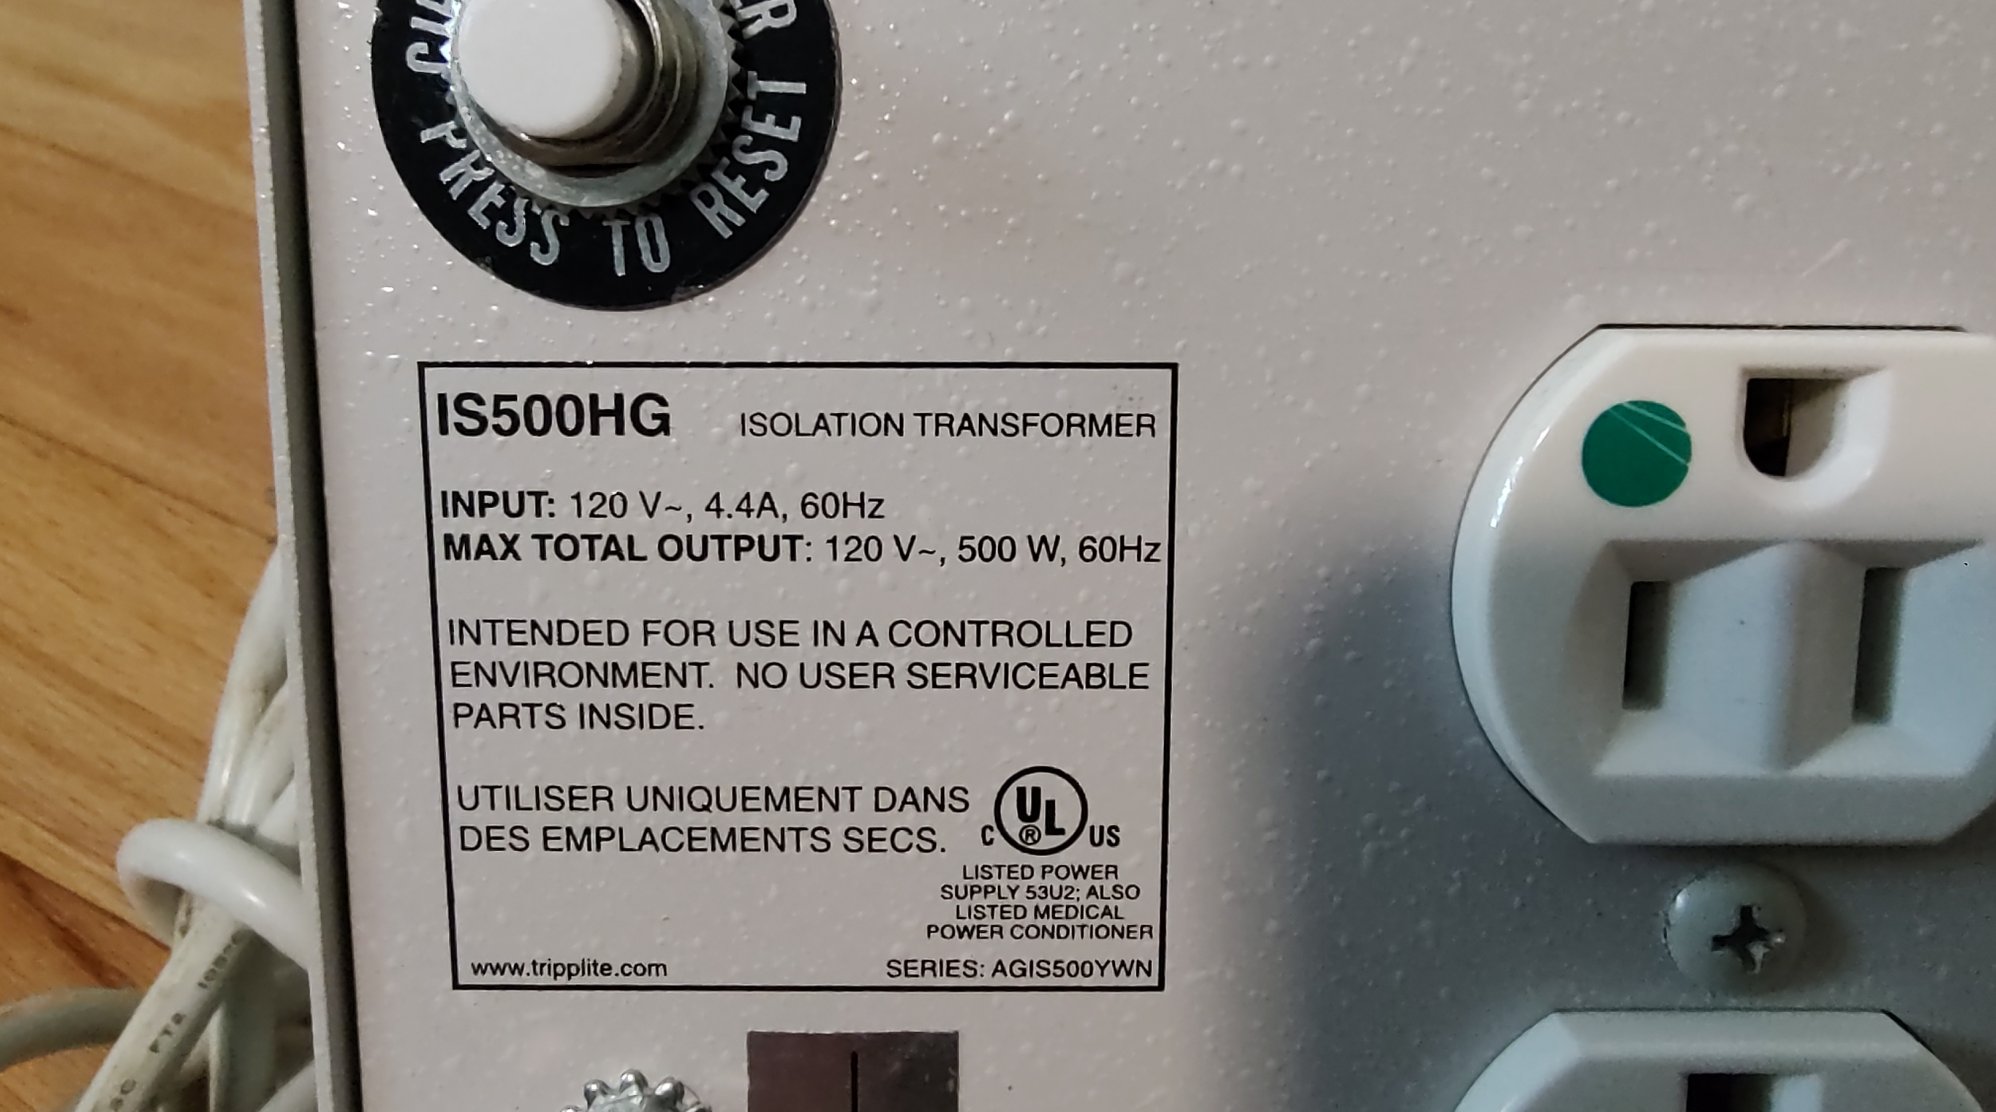 PRESS TO RESET
IS500HG ISOLATION TRANSFORMER
INPUT: 120 V~, 4.4A, 60Hz
MAX TOTAL OUTPUT: 120 V~, 500 W, 60Hz
INTENDED FOR USE IN A CONTROLLED
ENVIRONMENT. NO USER SERVICEABLE
PARTS INSIDE.
UTILISER UNIQUEMENT DANS
DES EMPLACEMENTS SECS.
C UL ® US
LISTED POWER
SUPPLY 53U2; ALSO
LISTED MEDICAL
POWER CONDITIONER
www.tripplite.com SERIES: AGIS500YWN